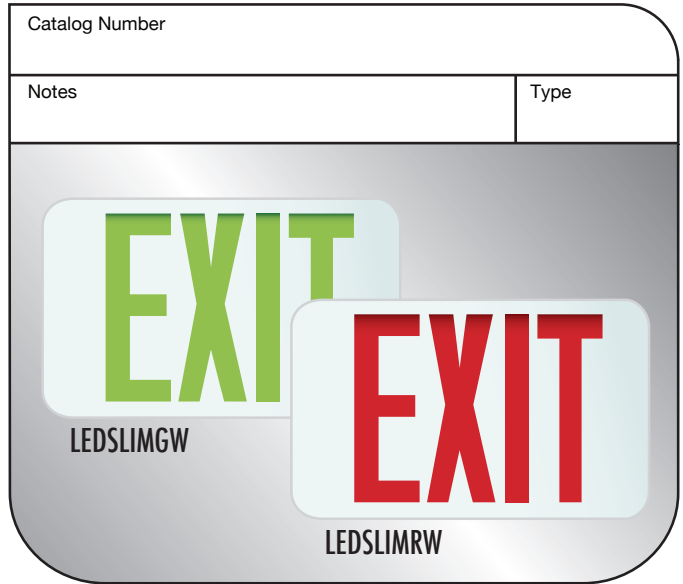 Catalog Number
Notes
Type
EXIT
LEDSLIMGW
EXIT
LEDSLIMRW